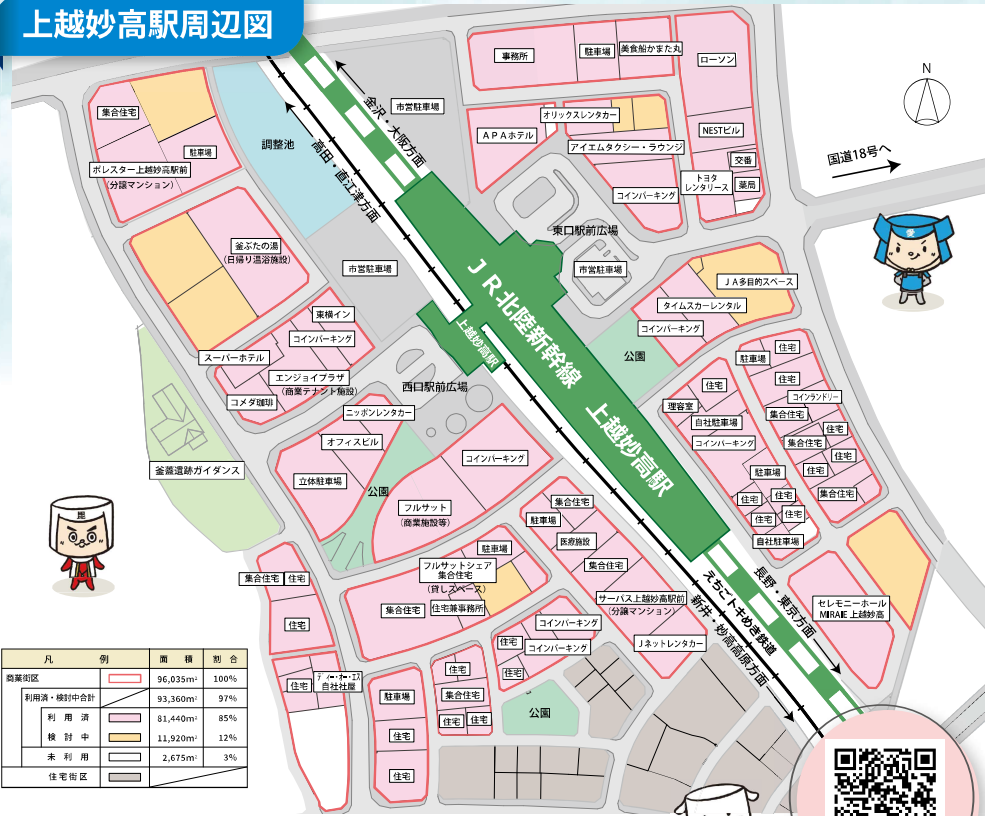 上越妙高駅周辺図
事務所
駐車場
美食船かまた丸
ローソン
N
金沢・大阪方面
市営駐車場
オリックスレンタカー
集合住宅
APAホテル
NESTビル
調整池
高田・直江津方面
アイエムタクシー・ラウンジ
駐車場
国道18号へ
交番
ポレスター上越妙高駅前
(分譲マンション)
トヨタ
レンタリース
薬局
コインパーキング
東口駅前広場
釜ぶたの湯
(日帰り温浴施設)
市営駐車場
市営駐車場
JR北陸新幹線 上越妙高駅
JA多目的スペース
タイムスカーレンタル
東横イン
コインパーキング
コインパーキング
上越妙高駅
スーパーホテル
公園
住宅
駐車場
エンジョイプラザ
(商業テナント施設)
西口駅前広場
住宅
住宅
コメダ珈琲
コインランドリー
ニッポンレンタカー
理容室
集合住宅
自社駐車場
住宅
オフィスビル
コインパーキング
集合住宅
コインパーキング
住宅
釜蓋遺跡ガイダンス
住宅
駐車場
立体駐車場
公園
集合住宅
住宅
住宅
フルサット
(商業施設等)
集合住宅
住宅
住宅
駐車場
自社駐車場
医療施設
駐車場
フルサットシェア
集合住宅
(貸しスペース)
集合住宅
長野・東京方面
えちごトキめき鉄道
新井・妙高高原方面
集合住宅
住宅
サーパス上越妙高駅前
(分譲マンション)
セレモニーホール
MIRAIE 上越妙高
集合住宅
住宅兼事務所
住宅
コインパーキング
Jネットレンタカー
住宅
コインパーキング
住宅
住宅
ディー・オー・エス
自社社屋
住宅
駐車場
集合住宅
公園
住宅
住宅
住宅
住宅
凡例 面積 割合
商業街区 96,035m² 100%
利用済・検討中合計 93,360m² 97%
利用済 81,440m² 85%
検討中 11,920m² 12%
未利用 2,675m² 3%
住宅街区
愛
毘